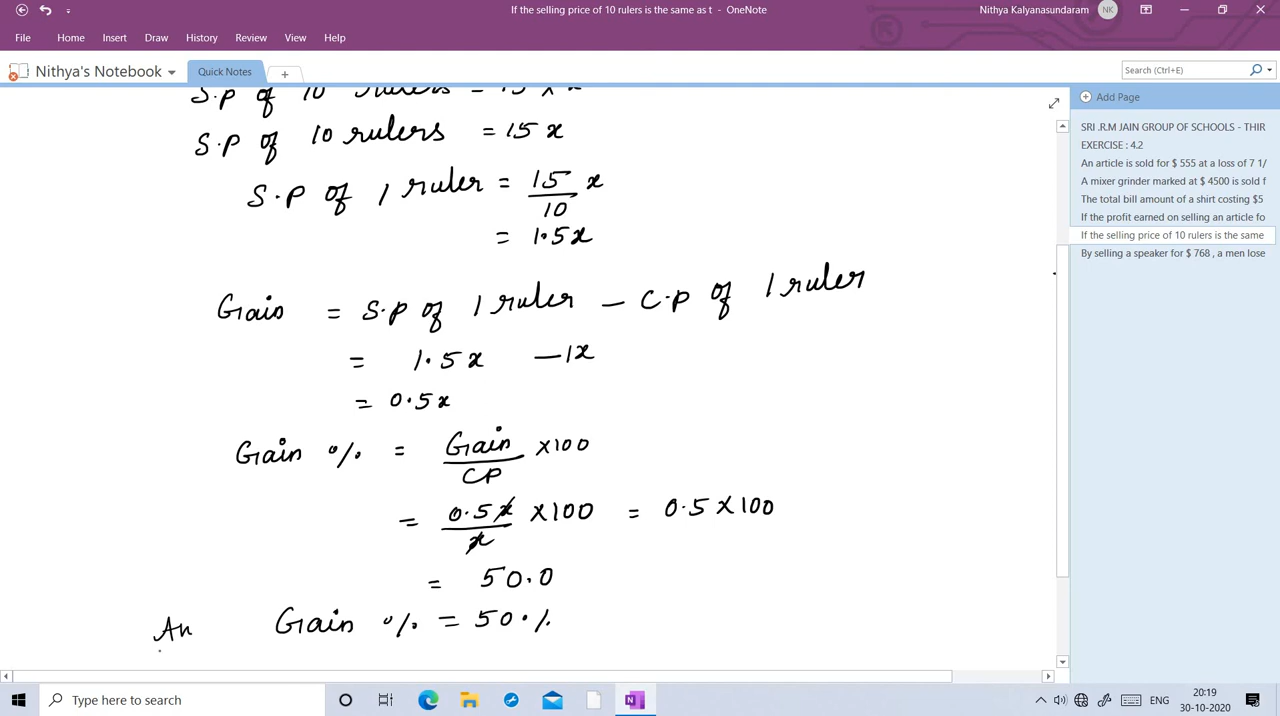 If the selling price of 10 rulers is the same as t - OneNote
Nithya Kalyanasundaram
NK
File Home Insert Draw History Review View Help
Nithya's Notebook
Quick Notes
+
Search (Ctrl+E)
Add Page
S.P of 10 rulers = 15 x x
SRI .R.M JAIN GROUP OF SCHOOLS - THIR
EXERCISE : 4.2
An article is sold for $ 555 at a loss of 7 1/
A mixer grinder marked at $ 4500 is sold f
The total bill amount of a shirt costing $5
If the profit earned on selling an article fo
If the selling price of 10 rulers is the same
By selling a speaker for $ 768 , a men lose
S.P of 10 rulers = 15 x
S.P of 1 ruler = 15/10 x
= 1.5x
Gain = S.P of 1 ruler – C.P of 1 ruler
= 1.5x – 1x
= 0.5x
Gain % = Gain/CP ×100
= 0.5x/x ×100 = 0.5 × 100
= 50.0
An Gain % = 50 %
Type here to search
ENG
20:19
30-10-2020